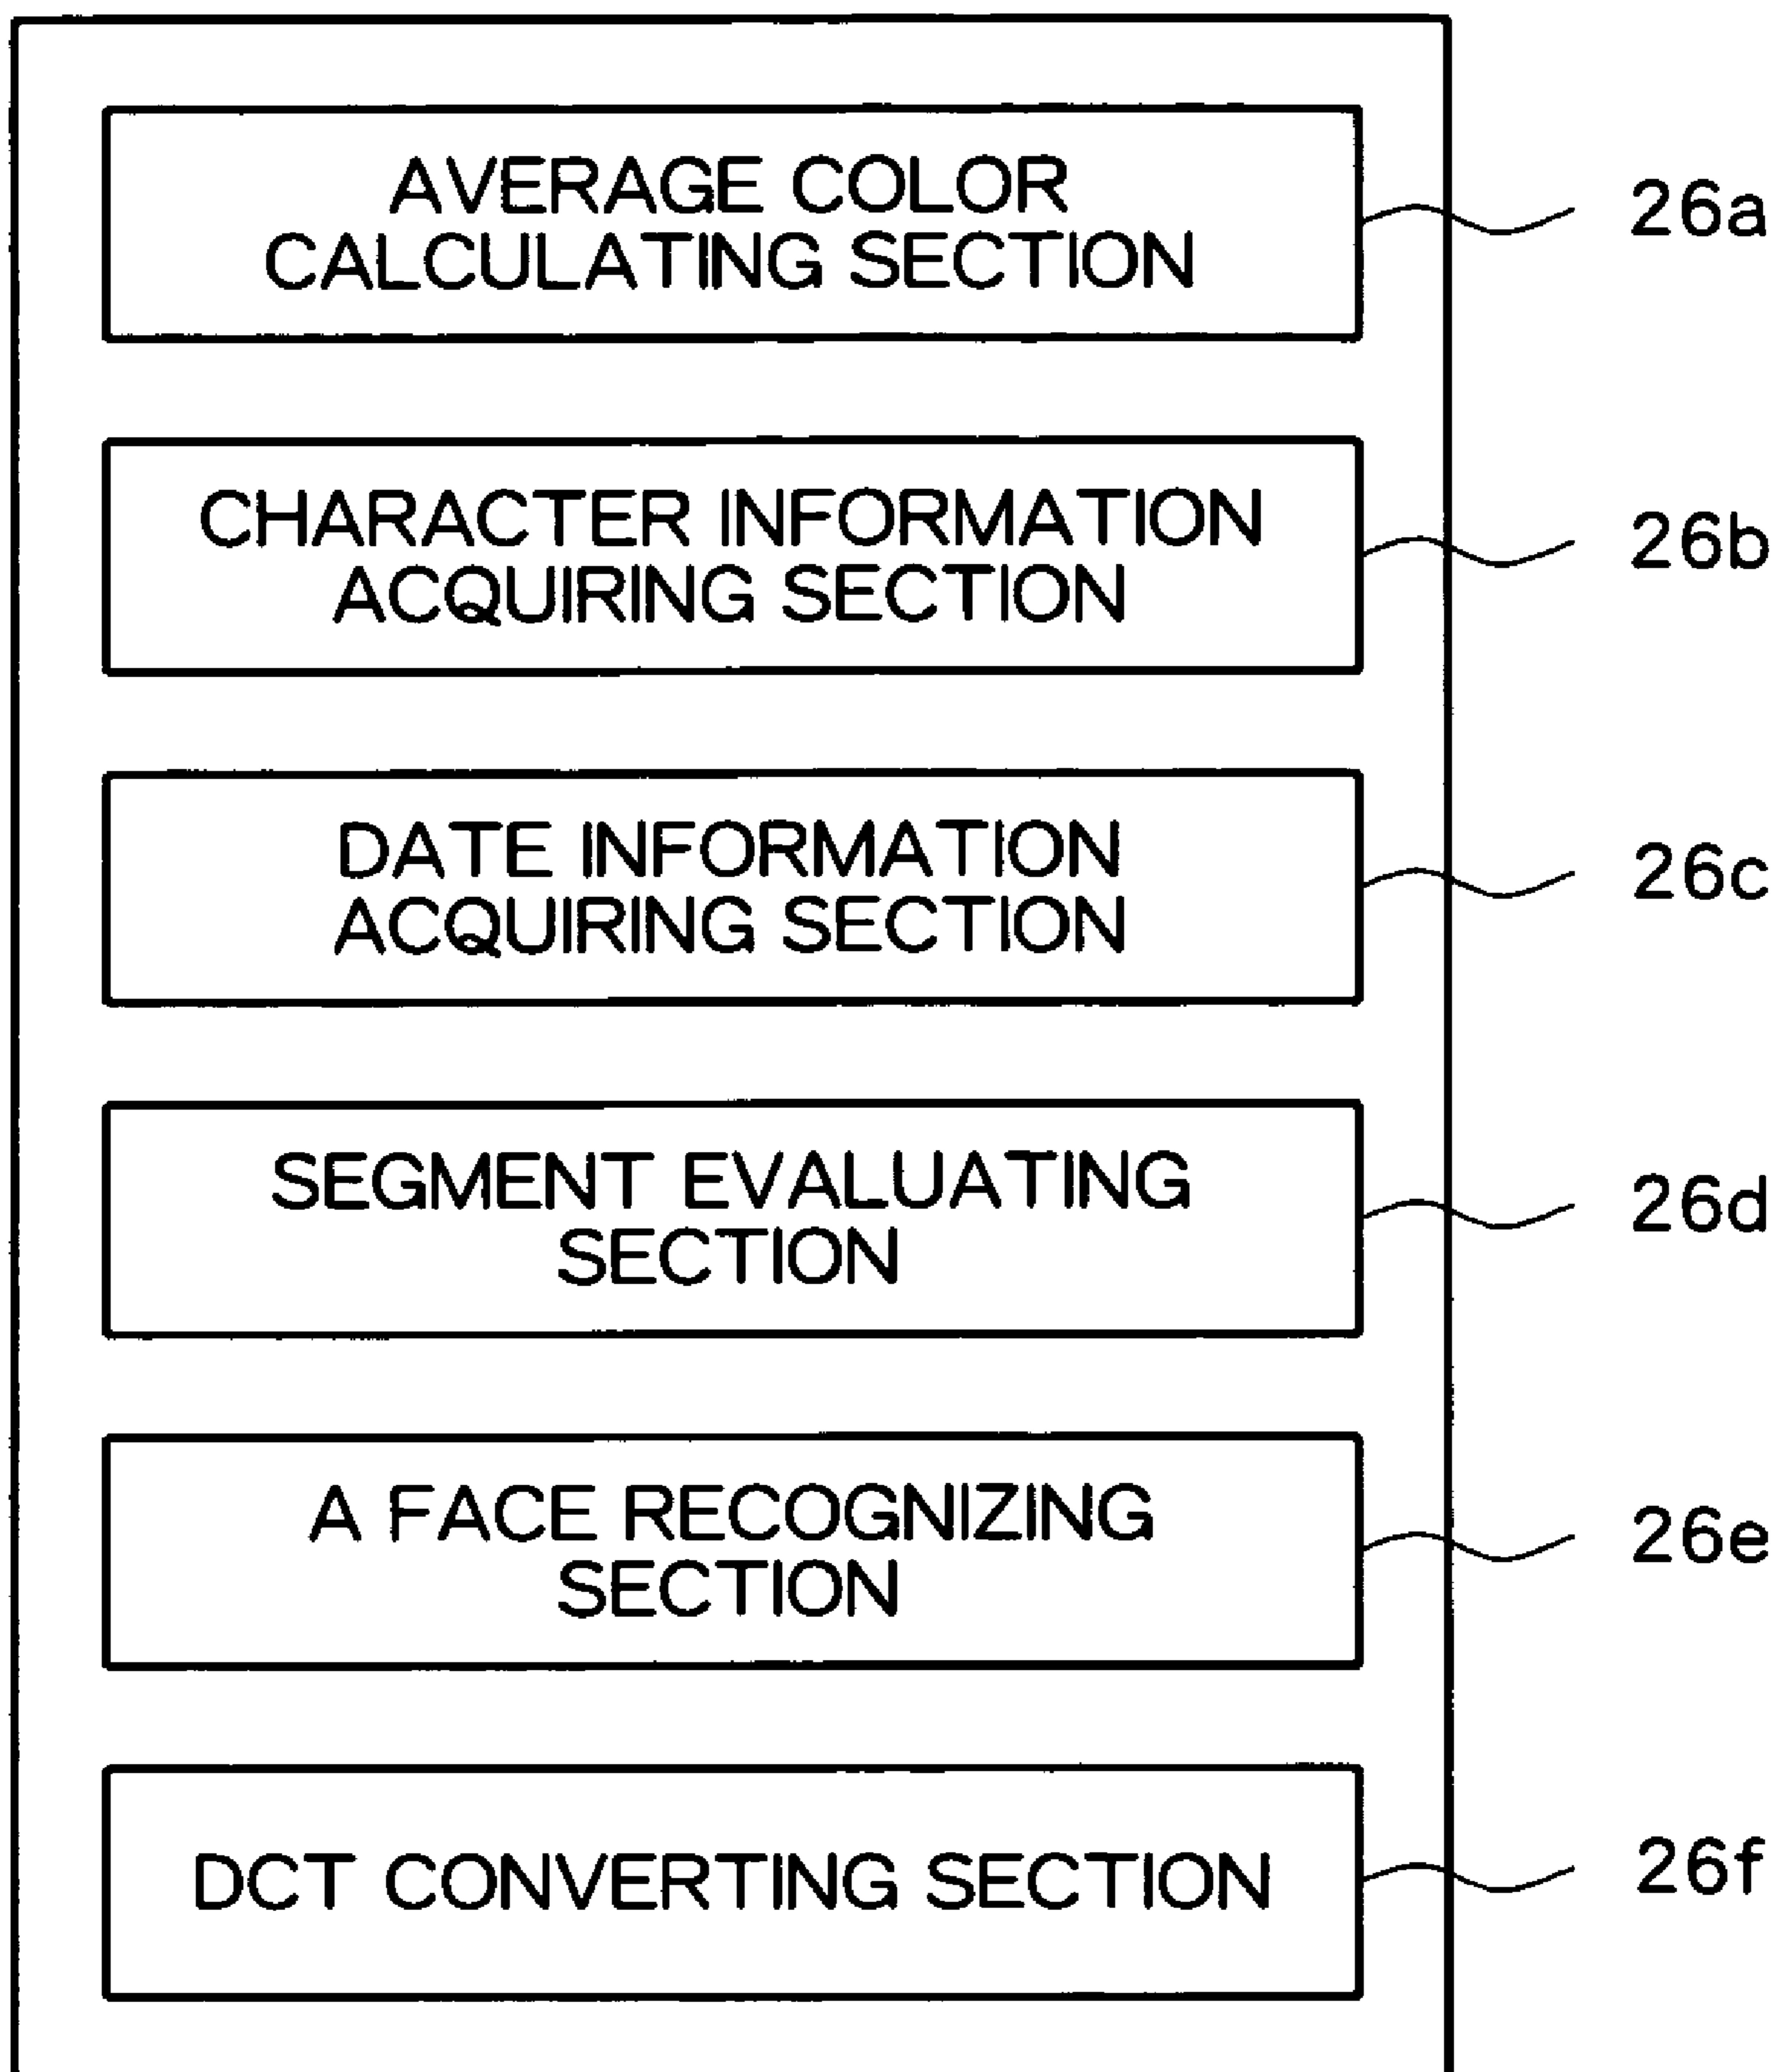 AVERAGE COLOR
CALCULATING SECTION
26a
CHARACTER INFORMATION
ACQUIRING SECTION
26b
DATE INFORMATION
ACQUIRING SECTION
26c
SEGMENT EVALUATING
SECTION
26d
A FACE RECOGNIZING
SECTION
26e
DCT CONVERTING SECTION
26f